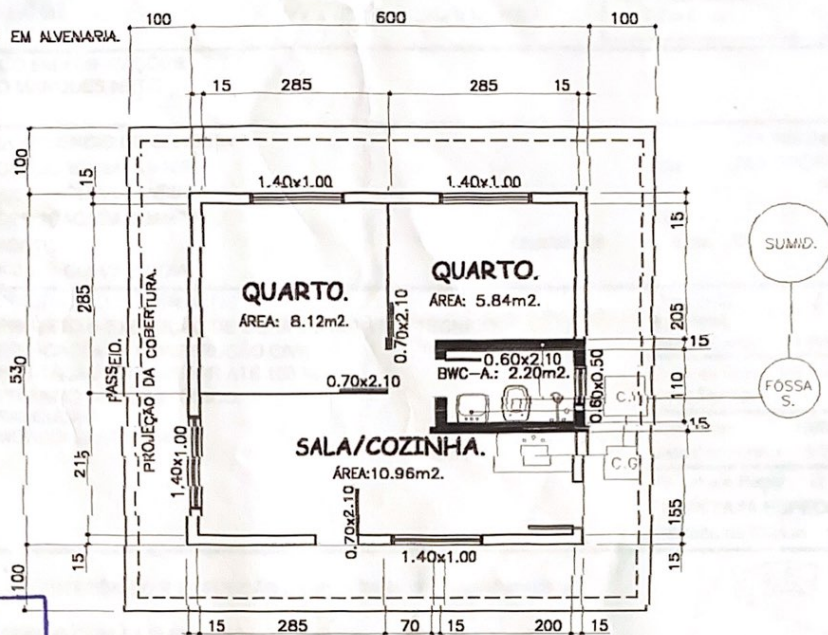 100
600
100
EM ALVENARIA.
15
285
285
15
100
15
285
530
215
15
100
1.40x1.00
1.40x1.00
QUARTO.
ÁREA: 8.12m2.
QUARTO.
ÁREA: 5.84m2.
0.70x2.10
0.60x2.10
BWC-A.: 2.20m2.
0.60x0.50
0.70x2.10
PASSEIO.
PROJEÇÃO DA COBERTURA.
SALA/COZINHA.
ÁREA:10.96m2.
1.40x1.00
0.70x2.10
1.40x1.00
C.G
15
205
15
110
15
155
15
SUMID.
FOSSA
S.
15
285
70
15
200
15